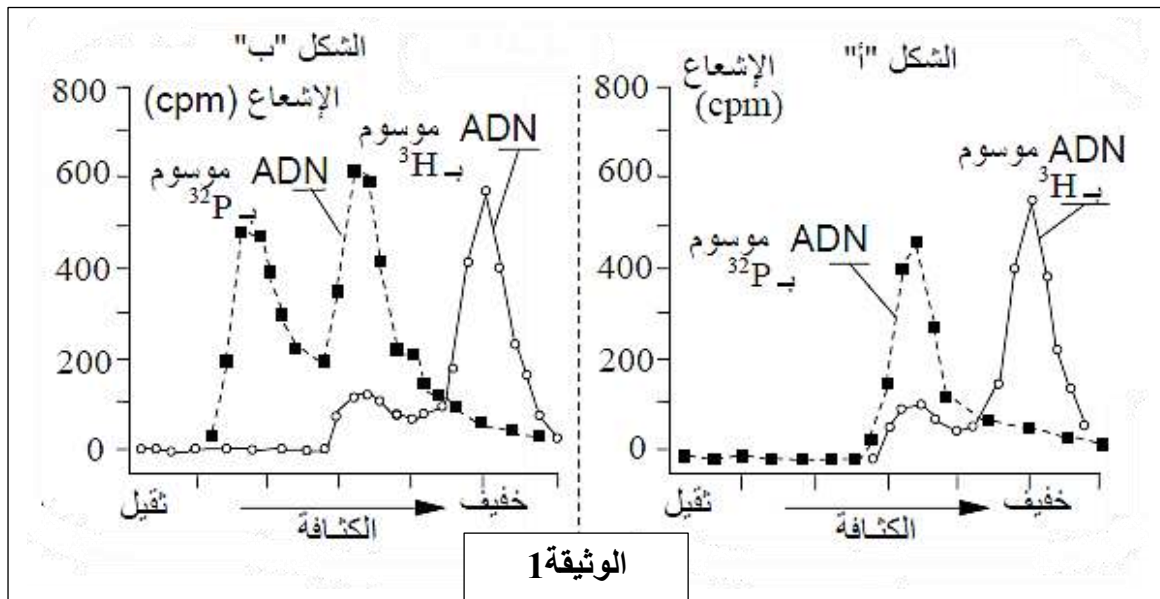 الشكل "أ"
الإشعاع
(cpm)
800
600
400
200
0
ADN موسوم
بـ ³H
ADN موسوم
بـ ³²P
ثقيل
خفيف
الكثافة
الشكل "ب"
الإشعاع (cpm)
800
600
400
200
0
ADN موسوم
بـ ³H
ADN موسوم
بـ ³²P
ثقيل
خفيف
الكثافة
الوثيقة1